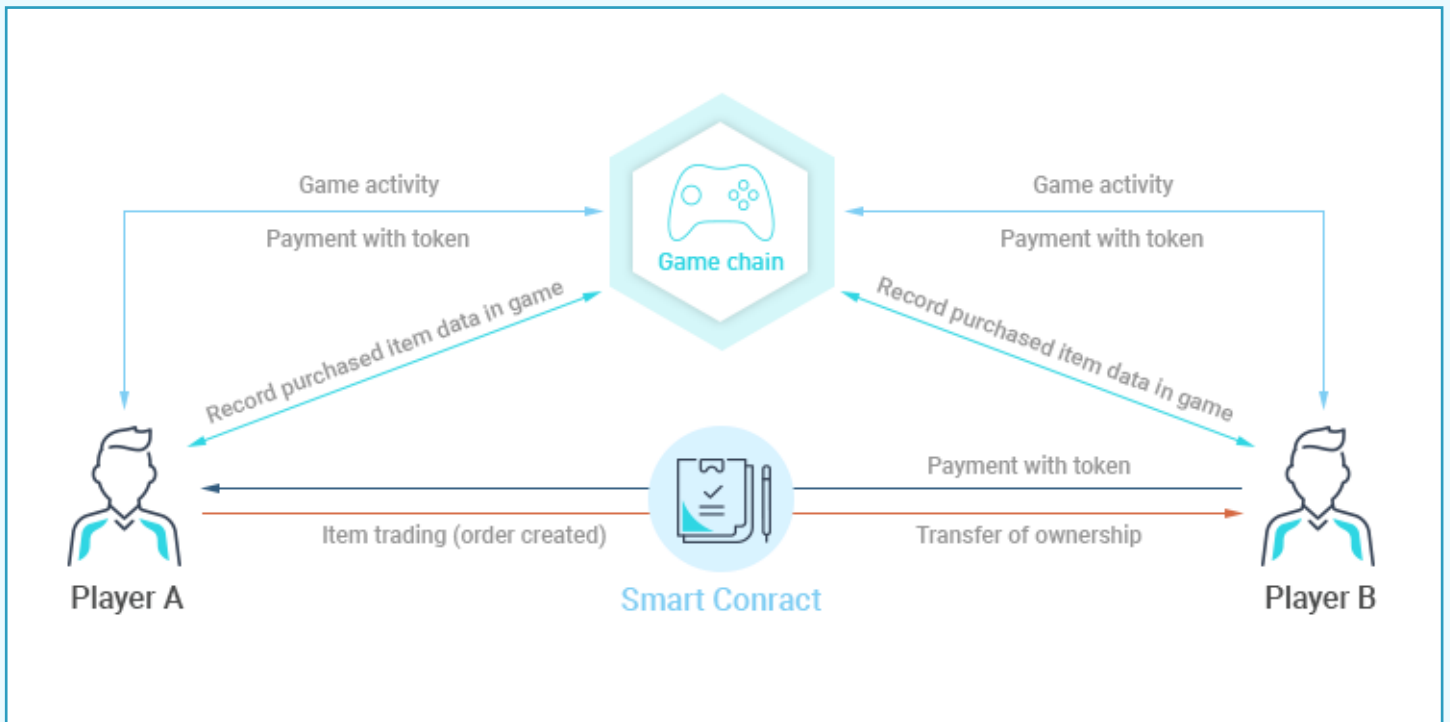 Game activity
Game activity
Payment with token
Payment with token
Game chain
Record purchased item data in game
Record purchased item data in game
Payment with token
Item trading (order created)
Transfer of ownership
Player A
Smart Conract
Player B